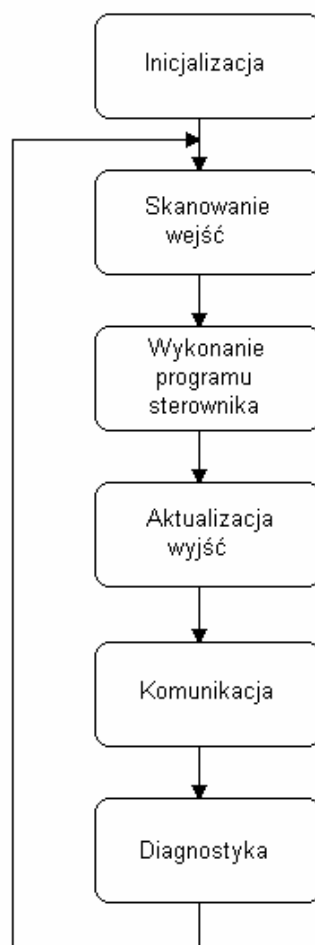 Inicjalizacja
Skanowanie
wejść
Wykonanie
programu
sterownika
Aktualizacja
wyjść
Komunikacja
Diagnostyka